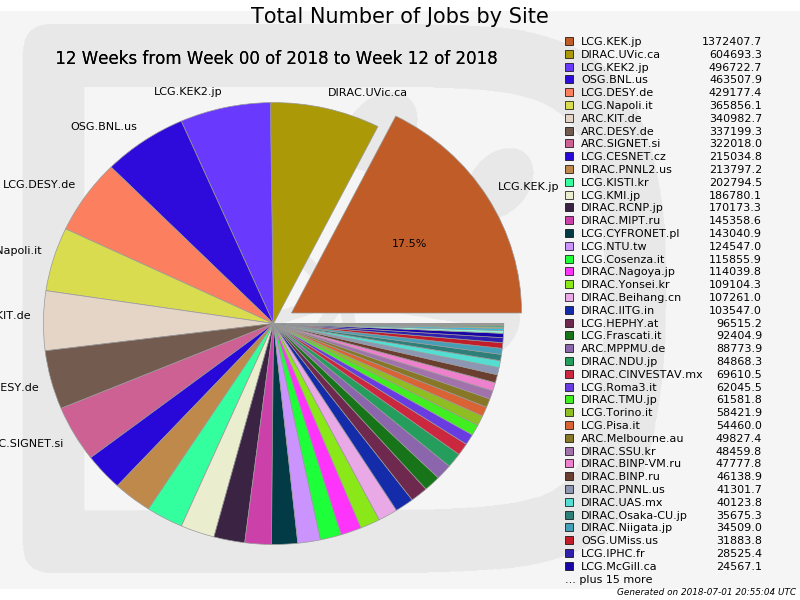 Total Number of Jobs by Site
12 Weeks from Week 00 of 2018 to Week 12 of 2018
LCG.KEK2.jp
DIRAC.UVic.ca
OSG.BNL.us
LCG.DESY.de
LCG.KEK.jp
Napoli.it
17.5%
KIT.de
ESY.de
C.SIGNET.si
LCG.KEK.jp 1372407.7
DIRAC.UVic.ca 604693.3
LCG.KEK2.jp 496722.7
OSG.BNL.us 463507.9
LCG.DESY.de 429177.4
LCG.Napoli.it 365856.1
ARC.KIT.de 340982.7
ARC.DESY.de 337199.3
ARC.SIGNET.si 322018.0
LCG.CESNET.cz 215034.8
DIRAC.PNNL2.us 213797.2
LCG.KISTI.kr 202794.5
LCG.KMI.jp 186780.1
DIRAC.RCNP.jp 170173.3
DIRAC.MIPT.ru 145358.6
LCG.CYFRONET.pl 143040.9
LCG.NTU.tw 124547.0
LCG.Cosenza.it 115855.9
DIRAC.Nagoya.jp 114039.8
DIRAC.Yonsei.kr 109104.3
DIRAC.Beihang.cn 107261.0
DIRAC.IITG.in 103547.0
LCG.HEPHY.at 96515.2
LCG.Frascati.it 92404.9
ARC.MPPMU.de 88773.9
DIRAC.NDU.jp 84868.3
DIRAC.CINVESTAV.mx 69610.5
LCG.Roma3.it 62045.5
DIRAC.TMU.jp 61581.8
LCG.Torino.it 58421.9
LCG.Pisa.it 54460.0
ARC.Melbourne.au 49827.4
DIRAC.SSU.kr 48459.8
DIRAC.BINP-VM.ru 47777.8
DIRAC.BINP.ru 46138.9
DIRAC.PNNL.us 41301.7
DIRAC.UAS.mx 40123.8
DIRAC.Osaka-CU.jp 35675.3
DIRAC.Niigata.jp 34509.0
OSG.UMiss.us 31883.8
LCG.IPHC.fr 28525.4
LCG.McGill.ca 24567.1
... plus 15 more
Generated on 2018-07-01 20:55:04 UTC